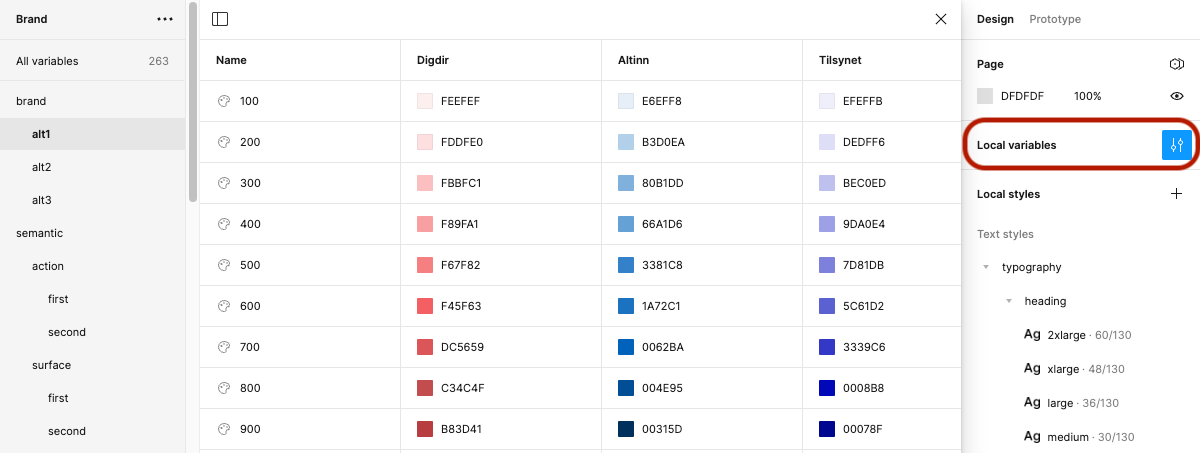 Brand
All variables 263
brand
alt1
alt2
alt3
semantic
action
first
second
surface
first
second
Name Digdir Altinn Tilsynet
100 FEEFEF E6EFF8 EFEFFB
200 FDDFE0 B3D0EA DEDFF6
300 FBBFC1 80B1DD BEC0ED
400 F89FA1 66A1D6 9DA0E4
500 F67F82 3381C8 7D81DB
600 F45F63 1A72C1 5C61D2
700 DC5659 0062BA 3339C6
800 C34C4F 004E95 0008B8
900 B83D41 00315D 00078F
Design Prototype
Page
DFDFDF 100%
Local variables
Local styles
Text styles
typography
heading
Ag 2xlarge · 60/130
Ag xlarge · 48/130
Ag large · 36/130
Ag medium · 30/130